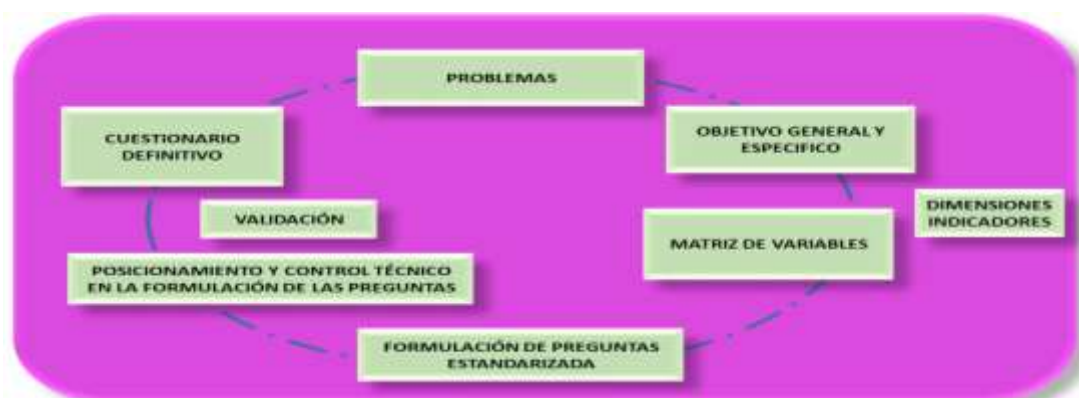 PROBLEMAS
OBJETIVO GENERAL Y
ESPECIFICO
DIMENSIONES
INDICADORES
MATRIZ DE VARIABLES
FORMULACIÓN DE PREGUNTAS
ESTANDARIZADA
POSICIONAMIENTO Y CONTROL TÉCNICO
EN LA FORMULACIÓN DE LAS PREGUNTAS
VALIDACIÓN
CUESTIONARIO
DEFINITIVO